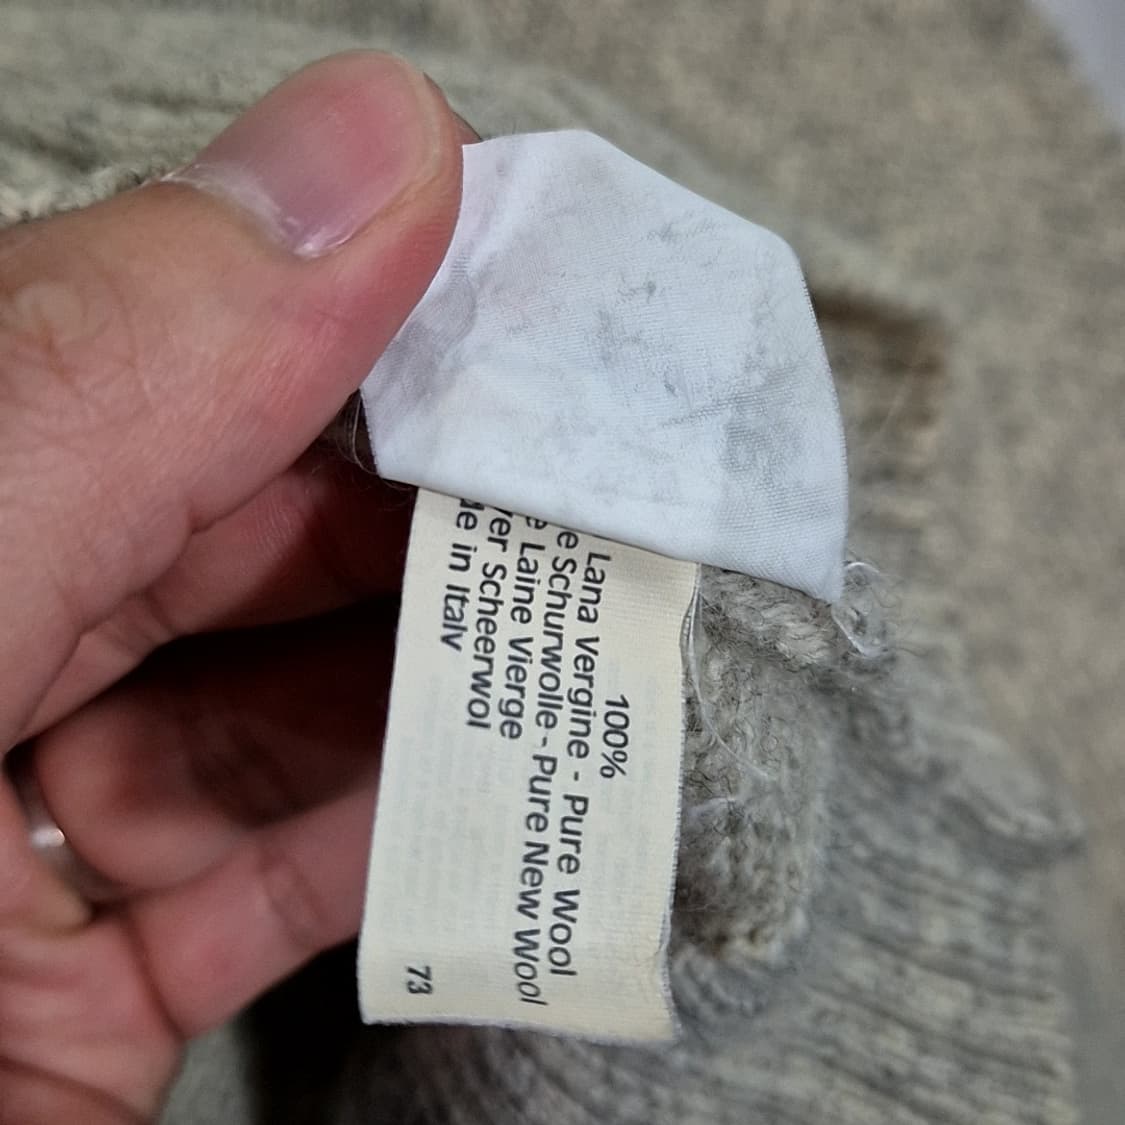 100%
Lana Vergine - Pure Wool
e Schurwolle - Pure New Wool
e Laine Vierge
er Scheerwol
de in Italy
73